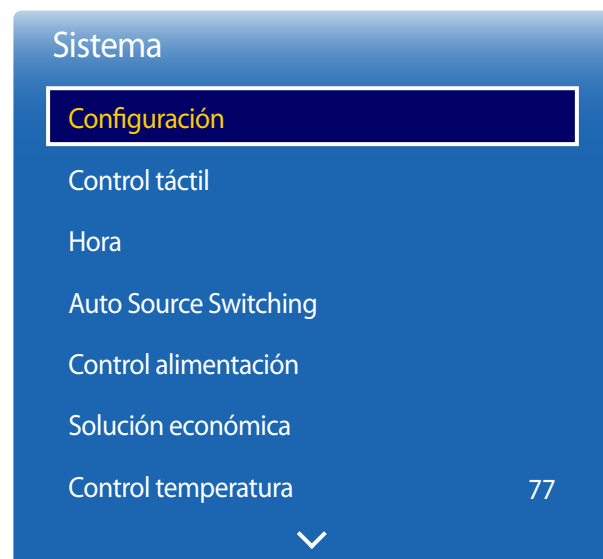 Sistema
Configuración
Control táctil
Hora
Auto Source Switching
Control alimentación
Solución económica
Control temperatura 77